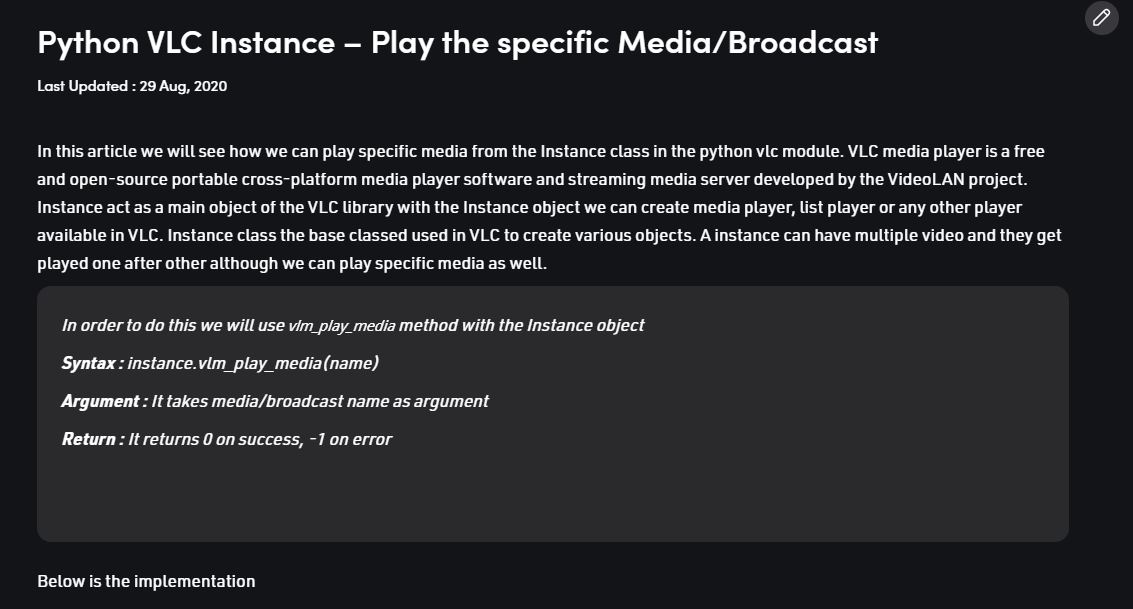 Python VLC Instance – Play the specific Media/Broadcast
Last Updated : 29 Aug, 2020
In this article we will see how we can play specific media from the Instance class in the python vlc module. VLC media player is a free
and open-source portable cross-platform media player software and streaming media server developed by the VideoLAN project.
Instance act as a main object of the VLC library with the Instance object we can create media player, list player or any other player
available in VLC. Instance class the base classed used in VLC to create various objects. A instance can have multiple video and they get
played one after other although we can play specific media as well.
In order to do this we will use vlm_play_media method with the Instance object
Syntax : instance.vlm_play_media(name)
Argument : It takes media/broadcast name as argument
Return : It returns 0 on success, -1 on error
Below is the implementation